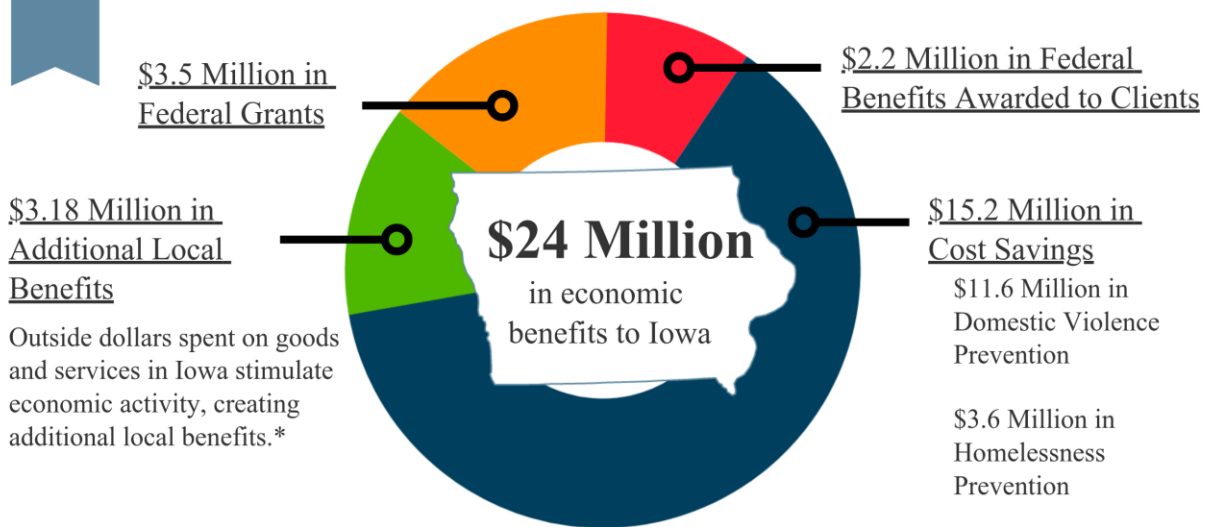 $3.5 Million in
Federal Grants
$2.2 Million in Federal
Benefits Awarded to Clients
$3.18 Million in
Additional Local
Benefits
Outside dollars spent on goods
and services in Iowa stimulate
economic activity, creating
additional local benefits.*
$24 Million
in economic
benefits to Iowa
$15.2 Million in
Cost Savings
$11.6 Million in
Domestic Violence
Prevention
$3.6 Million in
Homelessness
Prevention